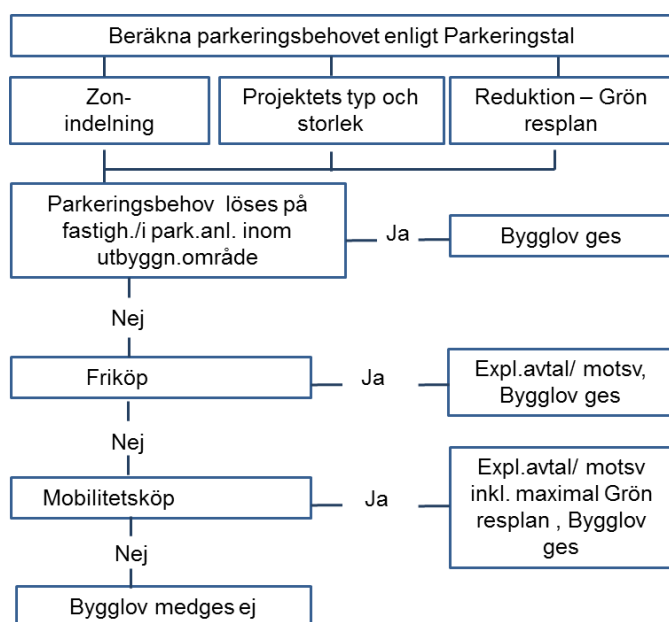 Beräkna parkeringsbehovet enligt Parkeringstal
Zon-
indelning
Projektets typ och
storlek
Reduktion – Grön
resplan
Parkeringsbehov löses på
fastigh./i park.anl. inom
utbyggn.område
Ja
Bygglov ges
Nej
Friköp
Ja
Expl.avtal/ motsv,
Bygglov ges
Nej
Mobilitetsköp
Ja
Expl.avtal/ motsv
inkl. maximal Grön
resplan , Bygglov
ges
Nej
Bygglov medges ej